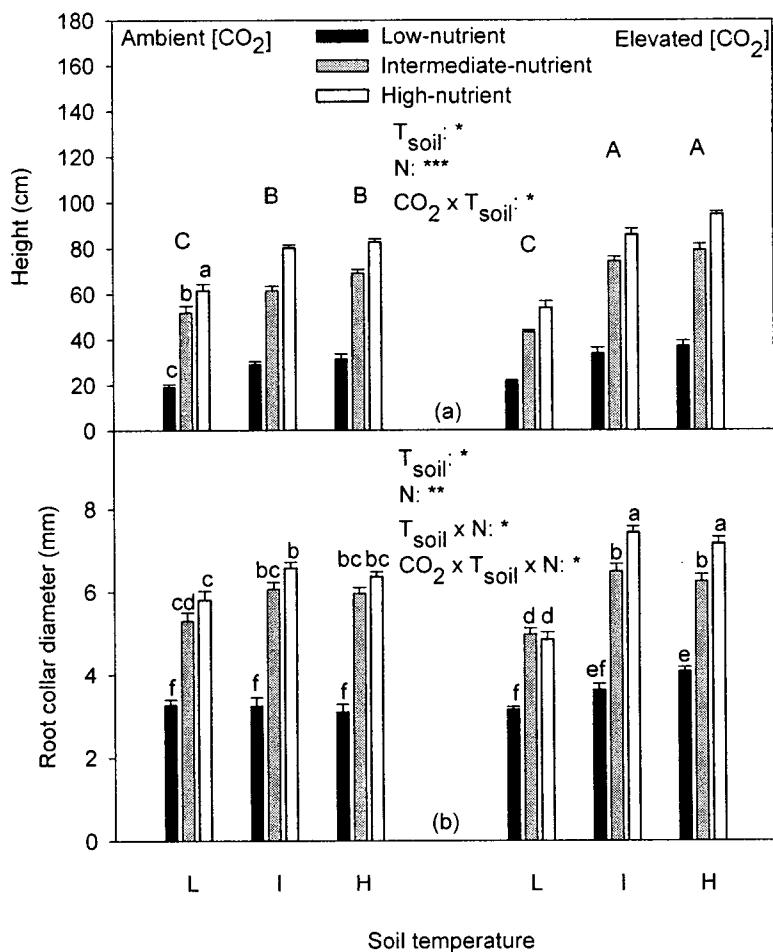 180
160
140
120
100
80
60
40
20
0
Height (cm)
Ambient [CO2]
Low-nutrient
Intermediate-nutrient
High-nutrient
Elevated [CO2]
Tsoil: *
N: ***
CO2 x Tsoil: *
C
B
B
C
A
A
c
b
a
(a)
8
6
4
2
0
Root collar diameter (mm)
Tsoil: *
N: **
Tsoil x N: *
CO2 x Tsoil x N: *
f
cd
c
f
bc
b
f
bc
bc
f
d
d
ef
b
a
e
b
a
(b)
L
I
H
L
I
H
Soil temperature